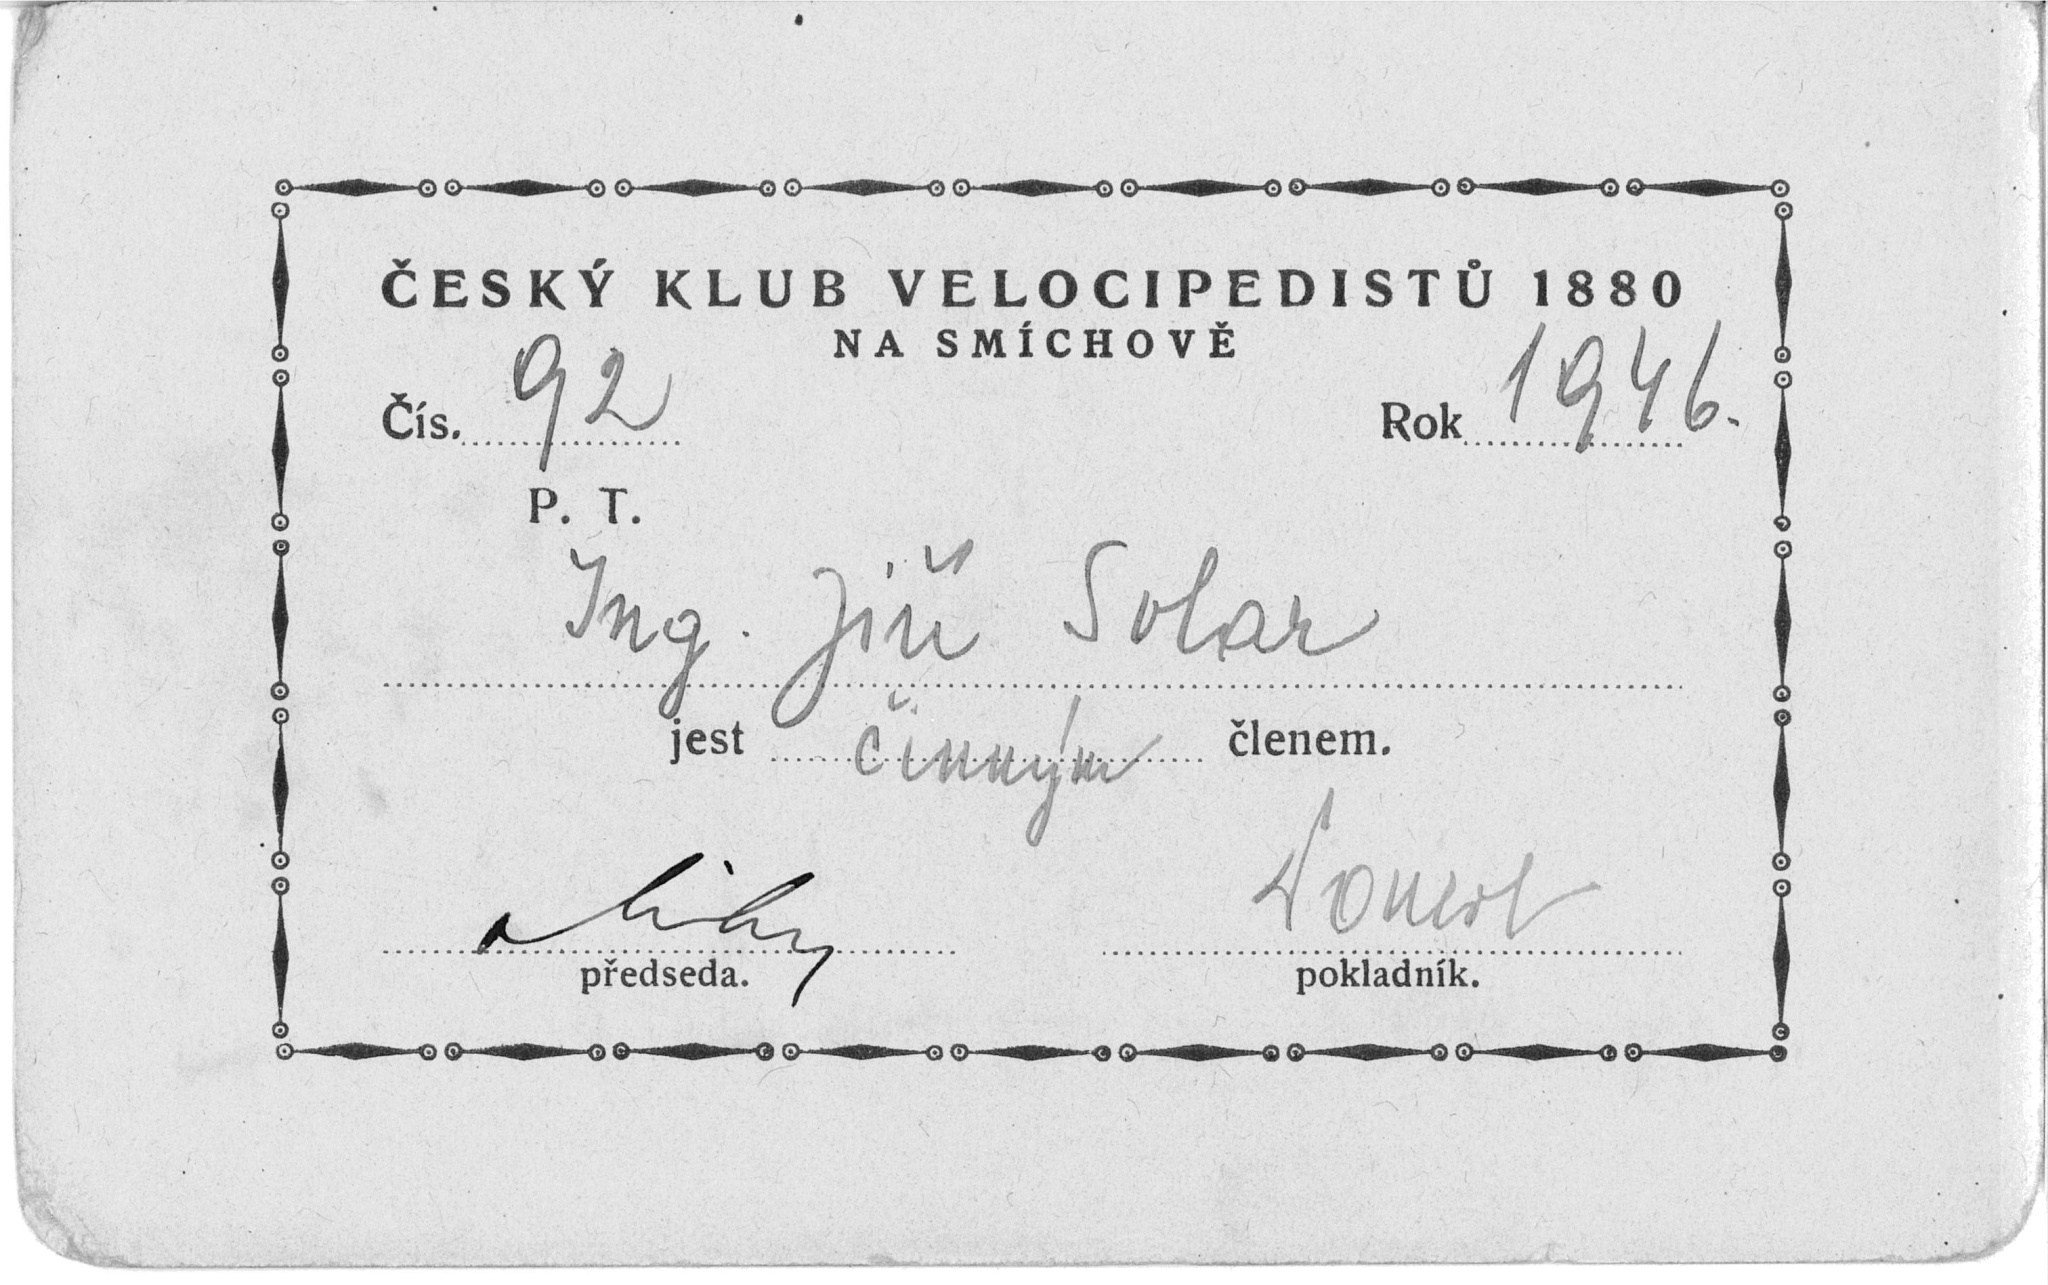 ČESKÝ KLUB VELOCIPEDISTŮ 1880
NA SMÍCHOVĚ
Čís. 92 Rok 1946.
P. T.
Ing. Jiří Solar
jest činným členem.
předseda. pokladník.